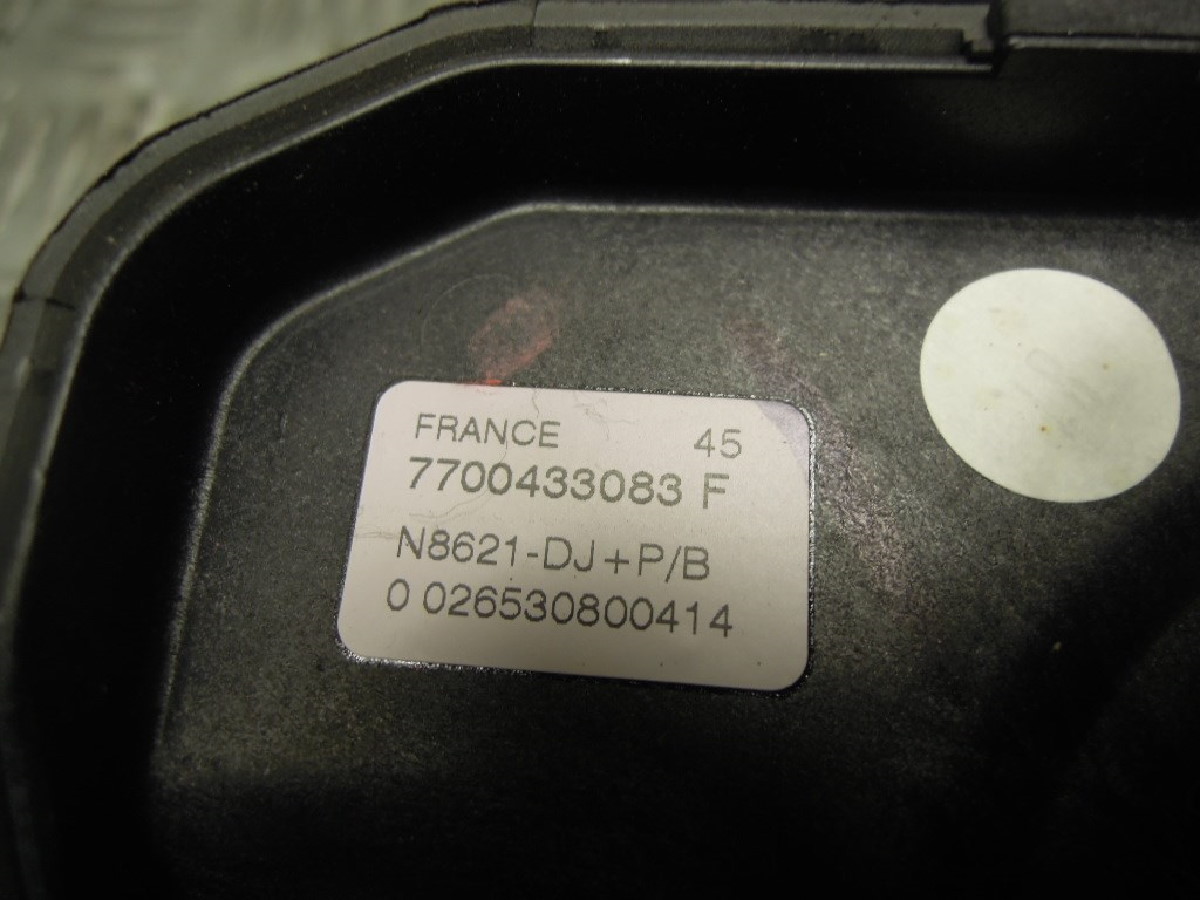 FRANCE 45
7700433083 F
N8621-DJ+P/B
0 026530800414